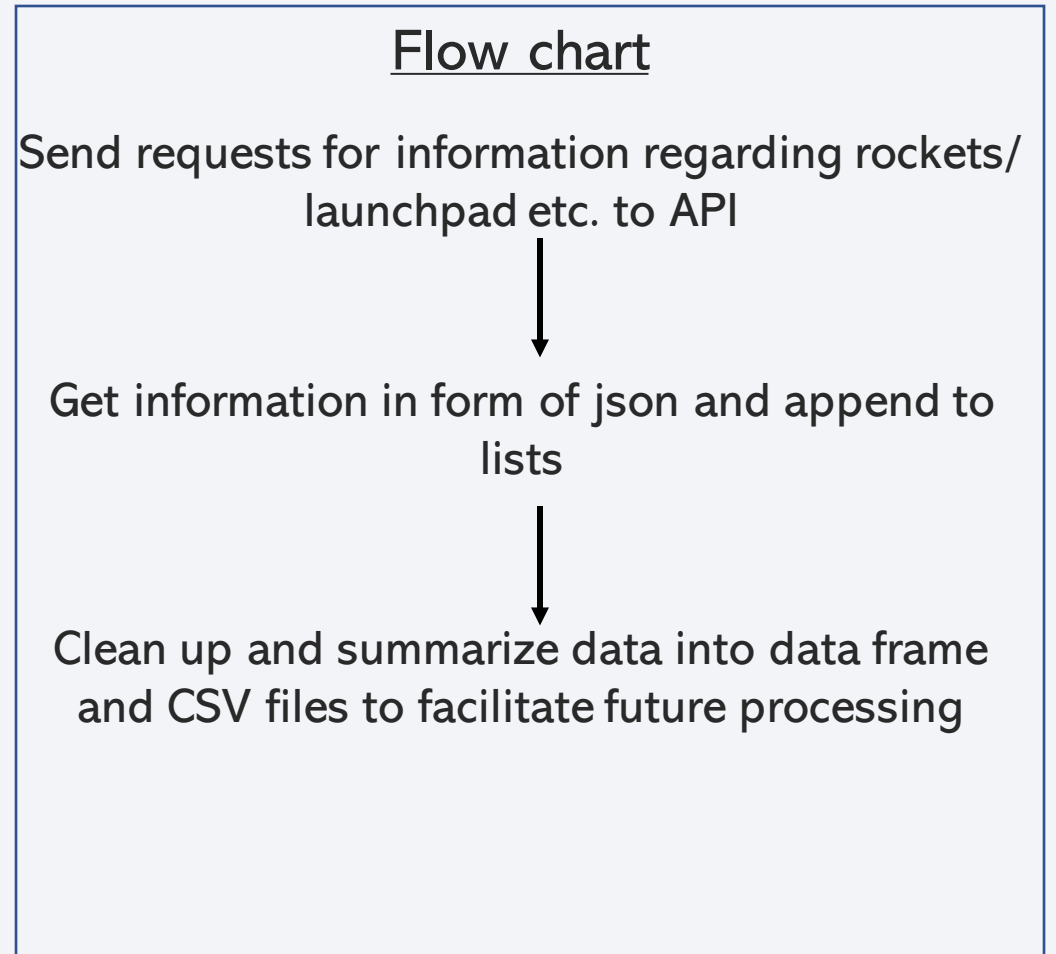 Flow chart
Send requests for information regarding rockets/
launchpad etc. to API
Get information in form of json and append to
lists
Clean up and summarize data into data frame
and CSV files to facilitate future processing